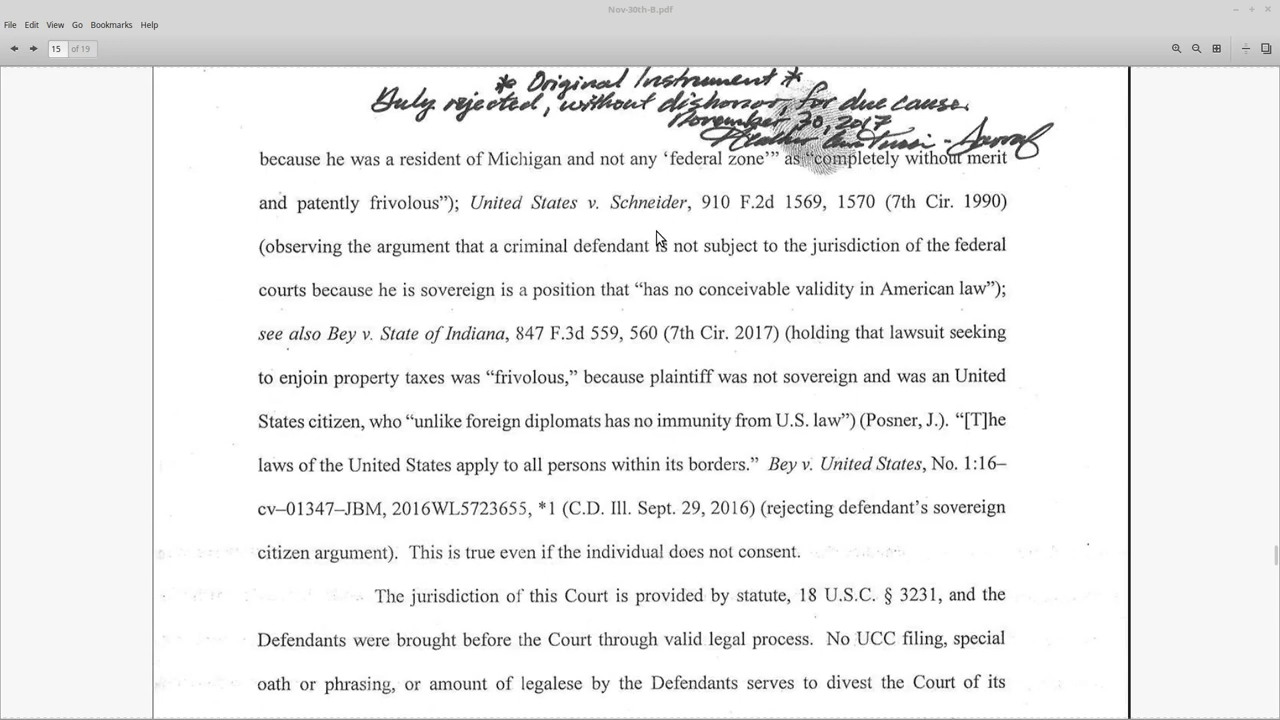 Nov-30th-B.pdf
File Edit View Go Bookmarks Help
15 of 19
* Original Instrument *
Duly rejected, without dishonor, for due cause.
November 30, 2017
because he was a resident of Michigan and not any ‘federal zone’” as “completely without merit
and patently frivolous”); United States v. Schneider, 910 F.2d 1569, 1570 (7th Cir. 1990)
(observing the argument that a criminal defendant is not subject to the jurisdiction of the federal
courts because he is sovereign is a position that “has no conceivable validity in American law”);
see also Bey v. State of Indiana, 847 F.3d 559, 560 (7th Cir. 2017) (holding that lawsuit seeking
to enjoin property taxes was “frivolous,” because plaintiff was not sovereign and was an United
States citizen, who “unlike foreign diplomats has no immunity from U.S. law”) (Posner, J.). “[T]he
laws of the United States apply to all persons within its borders.” Bey v. United States, No. 1:16–
cv–01347–JBM, 2016WL5723655, *1 (C.D. Ill. Sept. 29, 2016) (rejecting defendant’s sovereign
citizen argument). This is true even if the individual does not consent.
The jurisdiction of this Court is provided by statute, 18 U.S.C. § 3231, and the
Defendants were brought before the Court through valid legal process. No UCC filing, special
oath or phrasing, or amount of legalese by the Defendants serves to divest the Court of its